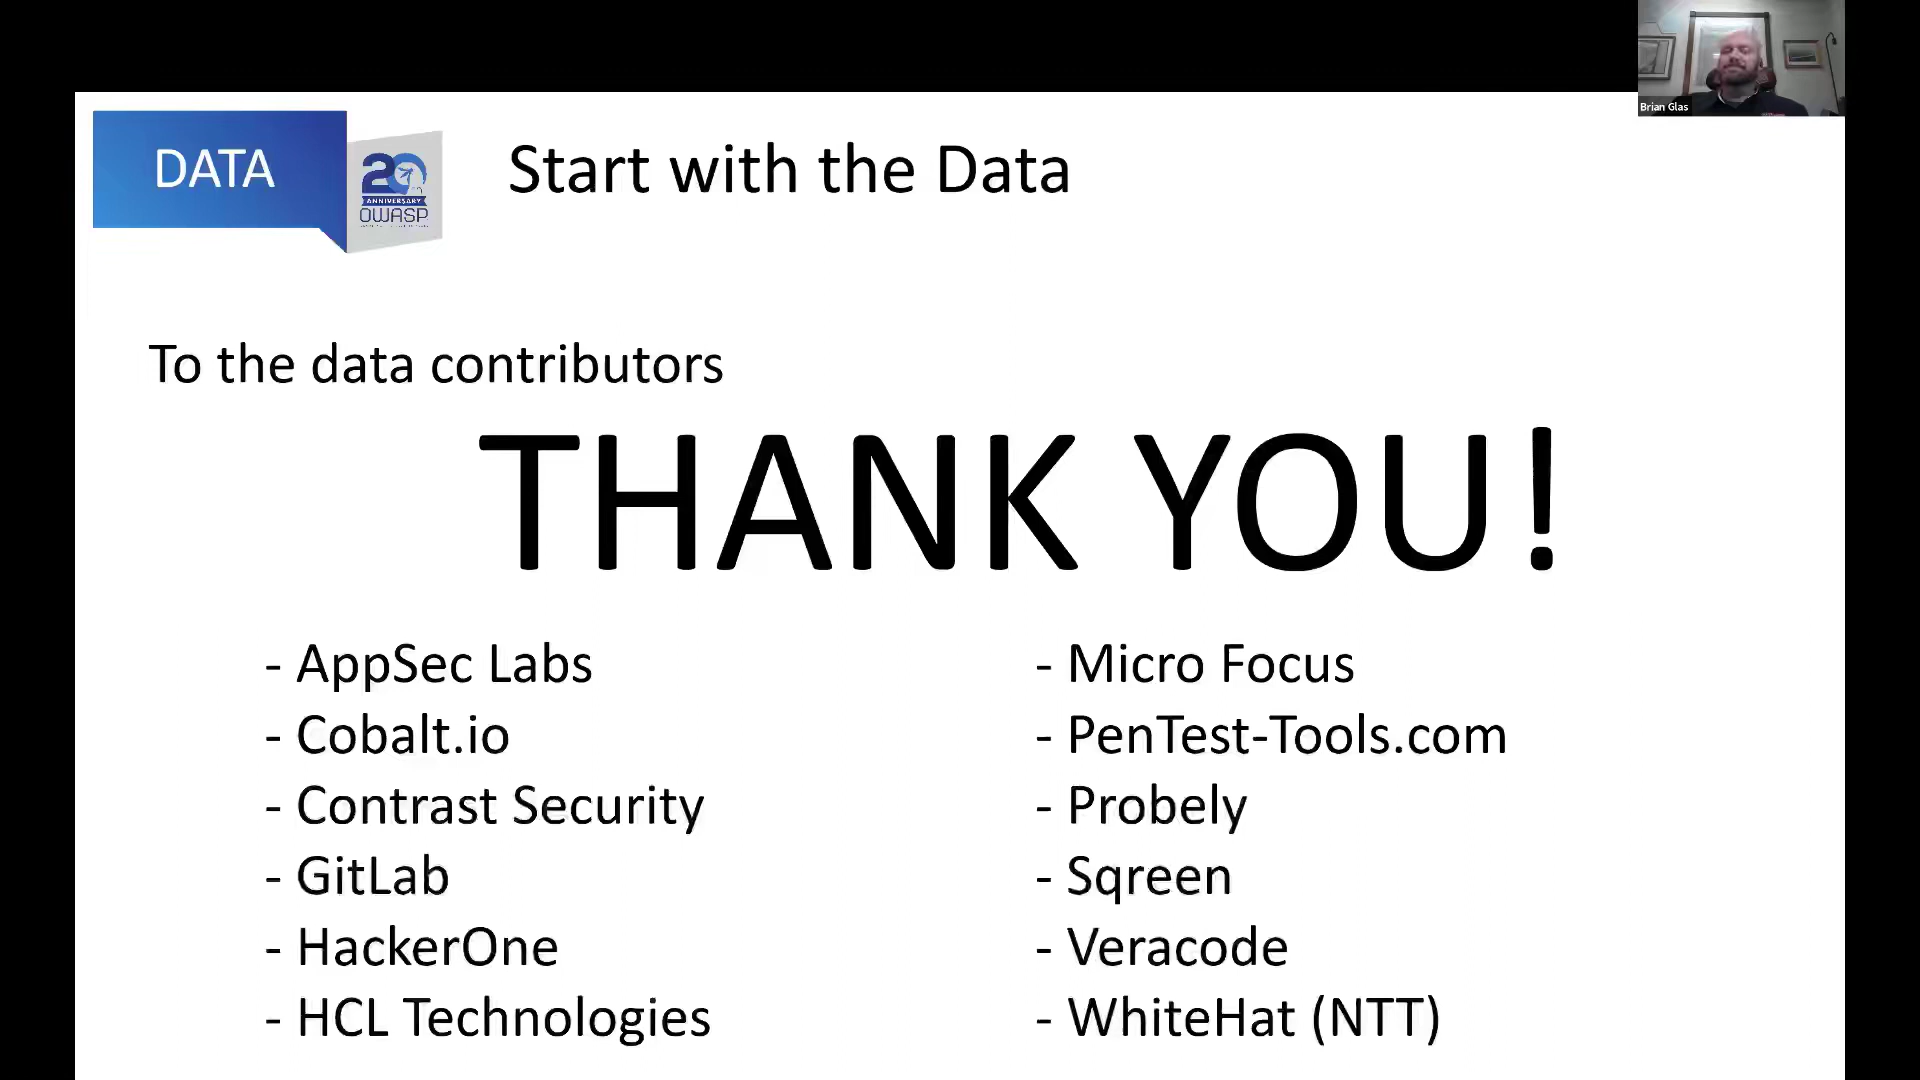 Brian Glas
DATA
20th
ANNIVERSARY
OWASP
Start with the Data
To the data contributors
THANK YOU!
- AppSec Labs
- Cobalt.io
- Contrast Security
- GitLab
- HackerOne
- HCL Technologies
- Micro Focus
- PenTest-Tools.com
- Probely
- Sqreen
- Veracode
- WhiteHat (NTT)